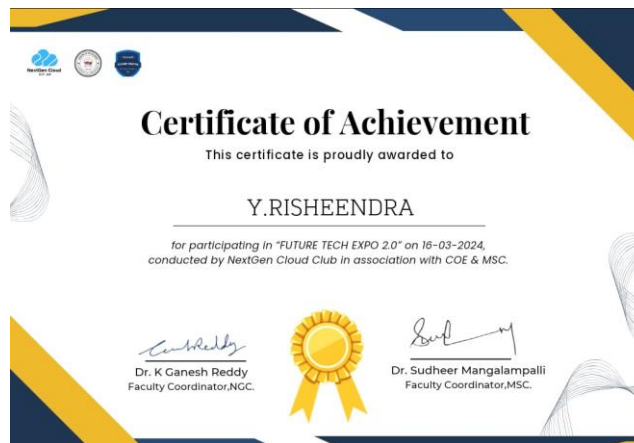 NextGen Cloud
Certificate of Achievement
This certificate is proudly awarded to
Y.RISHEENDRA
for participating in "FUTURE TECH EXPO 2.0" on 16-03-2024,
conducted by NextGen Cloud Club in association with COE & MSC.
Dr. K Ganesh Reddy
Faculty Coordinator,NGC.
Dr. Sudheer Mangalampalli
Faculty Coordinator,MSC.